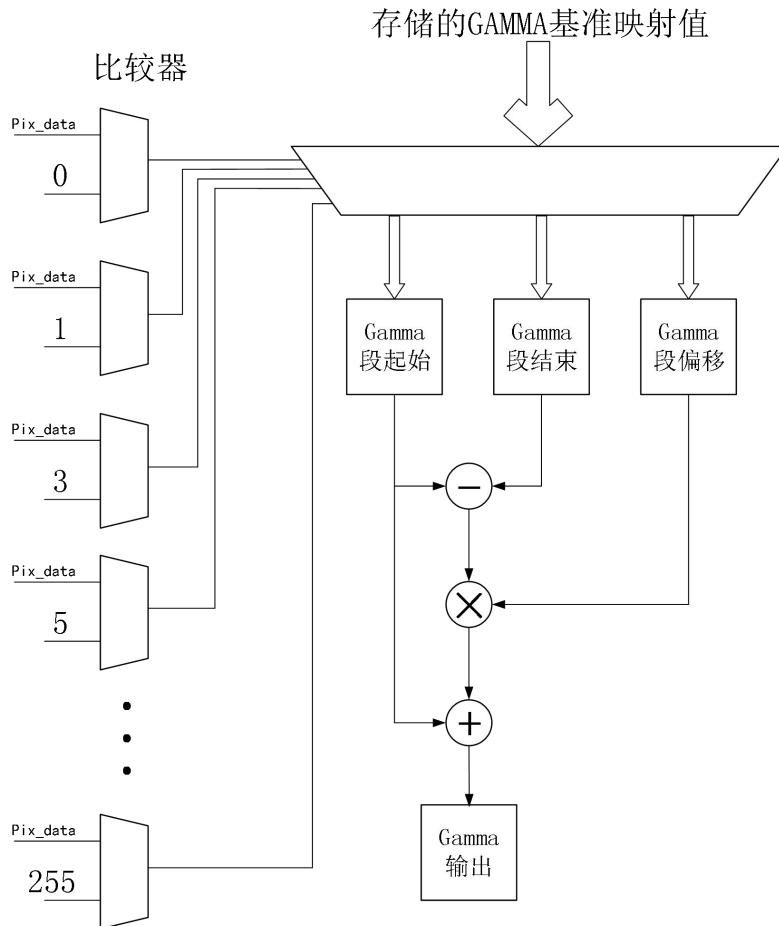 存储的GAMMA基准映射值
比较器
Pix_data
0
Pix_data
1
Pix_data
3
Pix_data
5
Pix_data
255
Gamma
段起始
Gamma
段结束
Gamma
段偏移
Gamma
输出